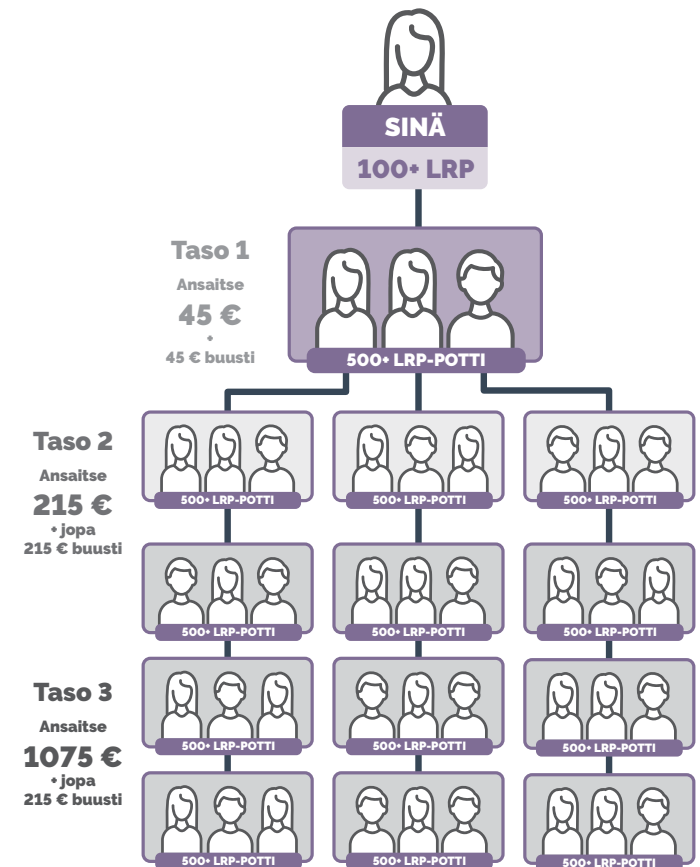 SINÄ
100+ LRP
Taso 1
Ansaitse
45 €
+
45 € buusti
500+ LRP-POTTI
Taso 2
Ansaitse
215 €
+ jopa
215 € buusti
500+ LRP-POTTI
500+ LRP-POTTI
500+ LRP-POTTI
500+ LRP-POTTI
500+ LRP-POTTI
500+ LRP-POTTI
Taso 3
Ansaitse
1075 €
+ jopa
215 € buusti
500+ LRP-POTTI
500+ LRP-POTTI
500+ LRP-POTTI
500+ LRP-POTTI
500+ LRP-POTTI
500+ LRP-POTTI